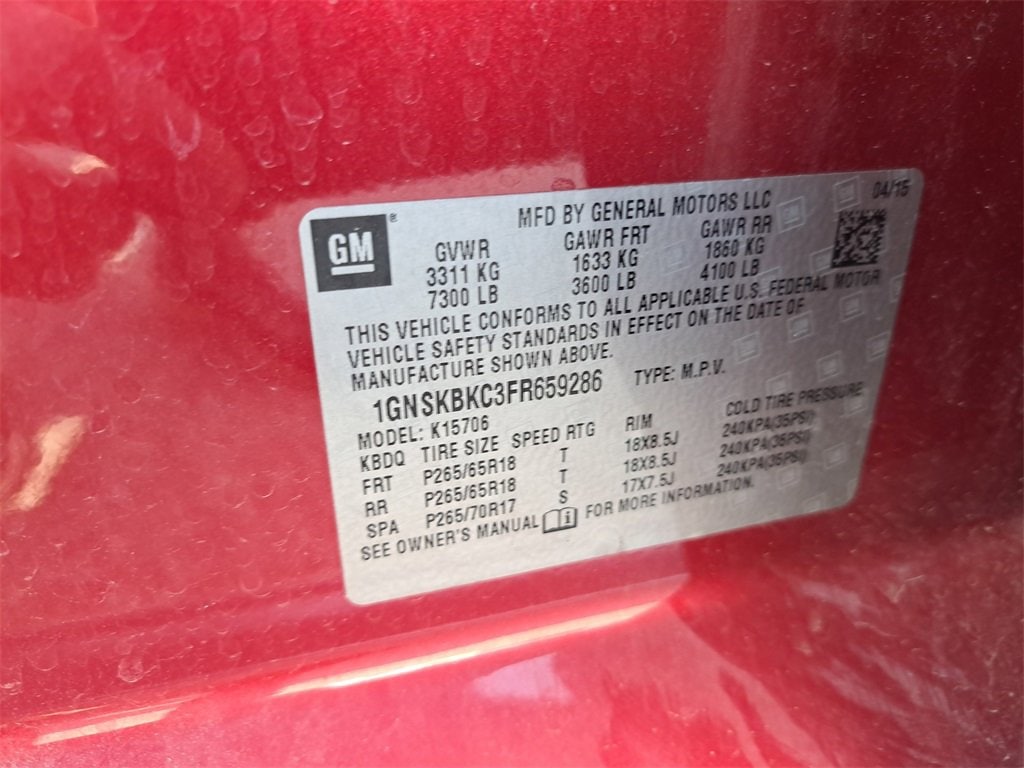 GM ®
MFD BY GENERAL MOTORS LLC 04/15
GVWR GAWR FRT GAWR RR
3311 KG 1633 KG 1860 KG
7300 LB 3600 LB 4100 LB
THIS VEHICLE CONFORMS TO ALL APPLICABLE U.S. FEDERAL MOTOR
VEHICLE SAFETY STANDARDS IN EFFECT ON THE DATE OF
MANUFACTURE SHOWN ABOVE.
1GNSKBKC3FR659286 TYPE: M.P.V.
MODEL: K15706
KBDQ TIRE SIZE SPEED RTG RIM COLD TIRE PRESSURE
FRT P265/65R18 T 18X8.5J 240KPA(35PSI)
RR P265/65R18 T 18X8.5J 240KPA(35PSI)
SPA P265/70R17 S 17X7.5J 240KPA(35PSI)
SEE OWNER'S MANUAL FOR MORE INFORMATION.